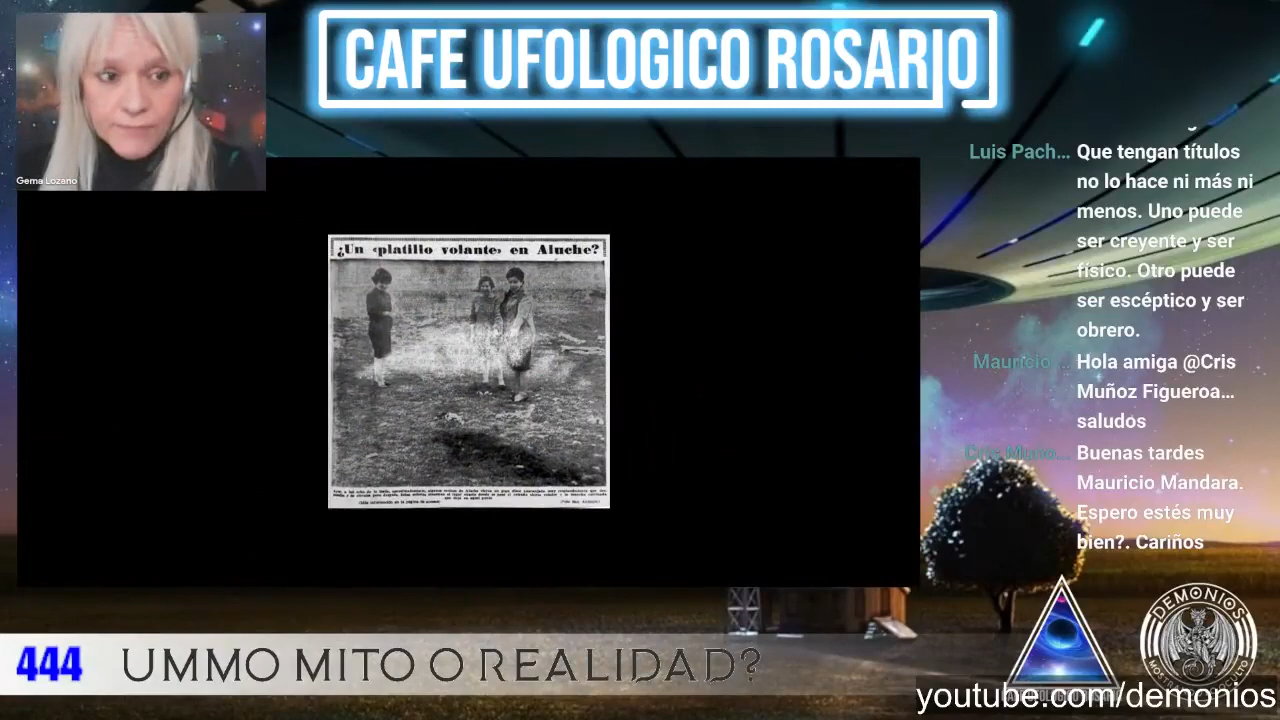 CAFE UFOLOGICO ROSARIO
Gema Lozano
¿Un «platillo volante» en Aluche?
Luis Pach… Que tengan títulos
no lo hace ni más ni
menos. Uno puede
ser creyente y ser
físico. Otro puede
ser escéptico y ser
obrero.
Mauricio … Hola amiga @Cris
Muñoz Figueroa…
saludos
Cris Muño… Buenas tardes
Mauricio Mandara.
Espero estés muy
bien?. Cariños
444 UMMO MITO O REALIDAD?
DEMONIOS
youtube.com/demonios